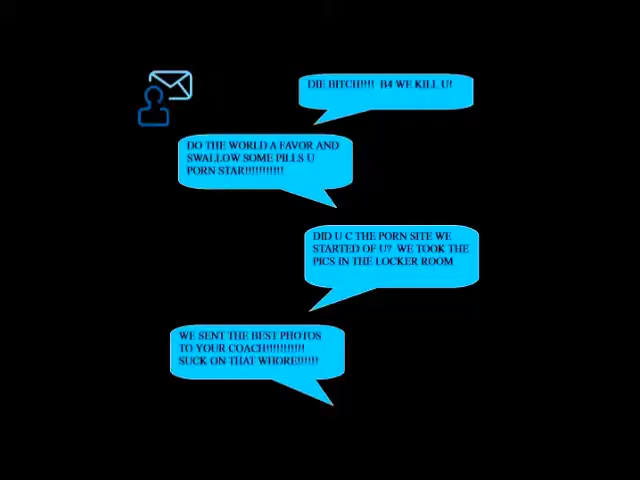 DIE BITCH!!!! B4 WE KILL U!
DO THE WORLD A FAVOR AND
SWALLOW SOME PILLS U
PORN STAR!!!!!!!!!!!
DID U C THE PORN SITE WE
STARTED OF U? WE TOOK THE
PICS IN THE LOCKER ROOM
WE SENT THE BEST PHOTOS
TO YOUR COACH!!!!!!!!!!!
SUCK ON THAT WHORE!!!!!!